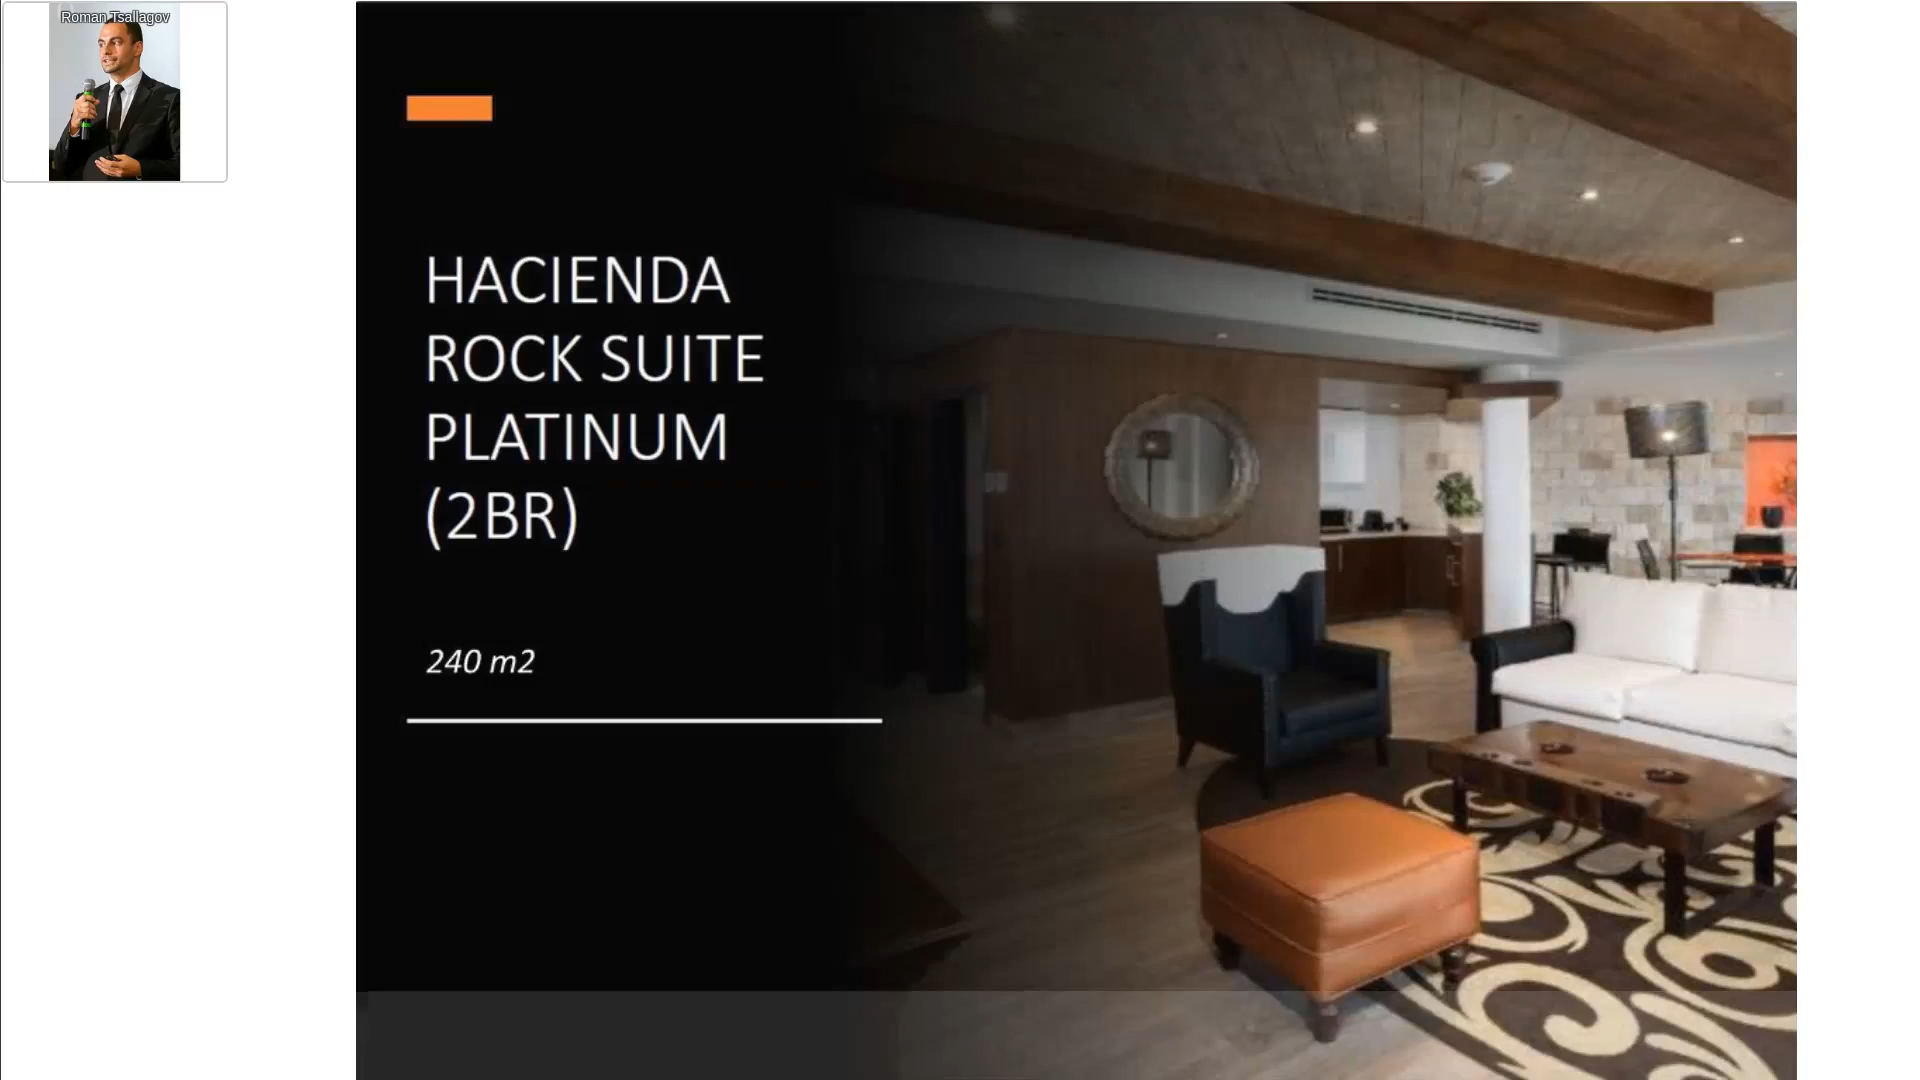 Roman Tsallagov
HACIENDA
ROCK SUITE
PLATINUM
(2BR)
240 m2